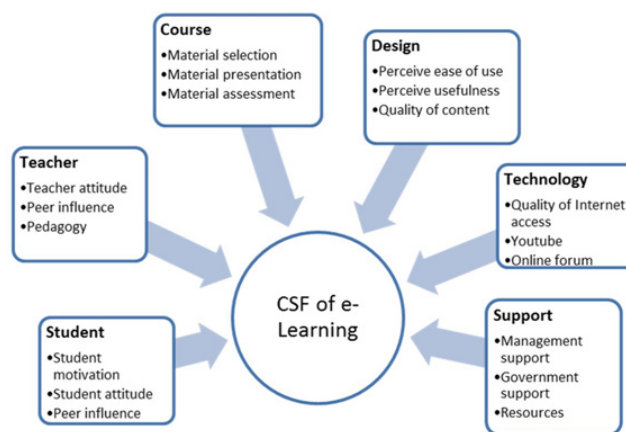 Course
•Material selection
•Material presentation
•Material assessment
Design
•Perceive ease of use
•Perceive usefulness
•Quality of content
Teacher
•Teacher attitude
•Peer influence
•Pedagogy
Technology
•Quality of Internet
access
•Youtube
•Online forum
CSF of e-
Learning
Student
•Student
motivation
•Student attitude
•Peer influence
Support
•Management
support
•Government
support
•Resources